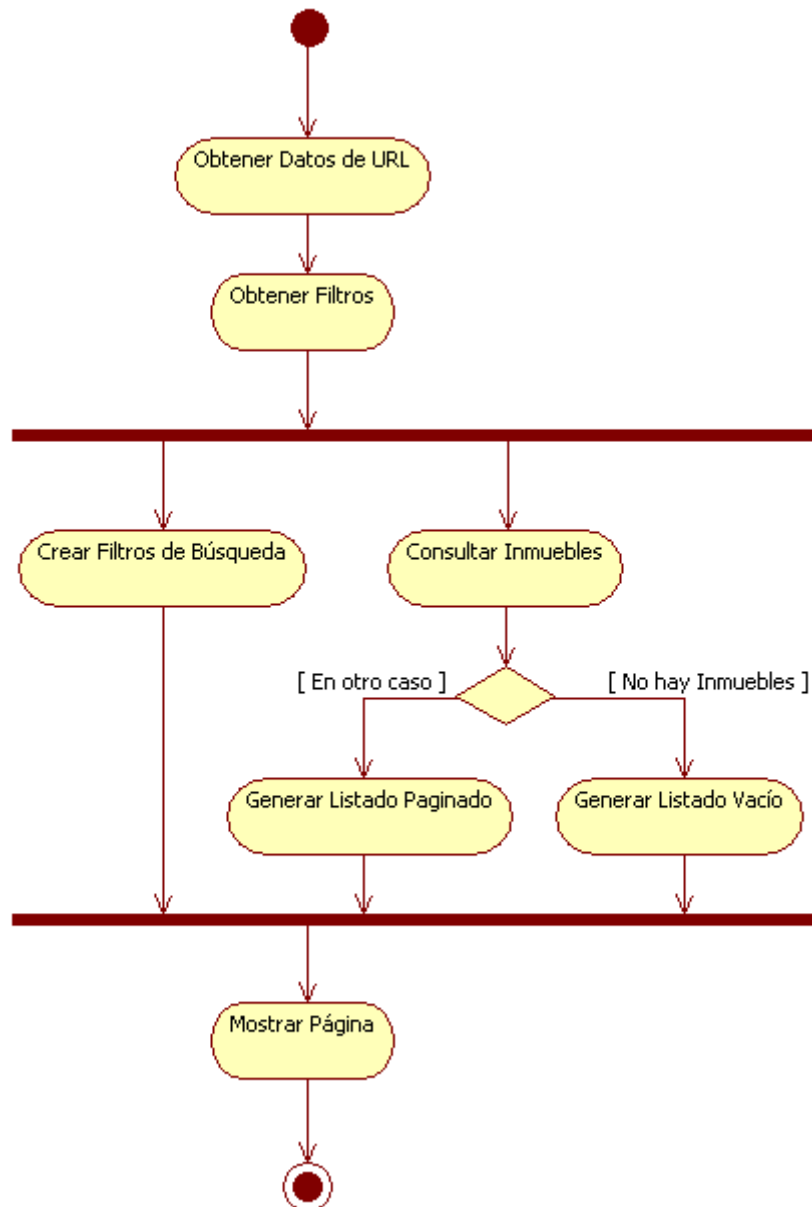 Obtener Datos de URL
Obtener Filtros
Crear Filtros de Búsqueda
Consultar Inmuebles
[ En otro caso ]
[ No hay Inmuebles ]
Generar Listado Paginado
Generar Listado Vacío
Mostrar Página